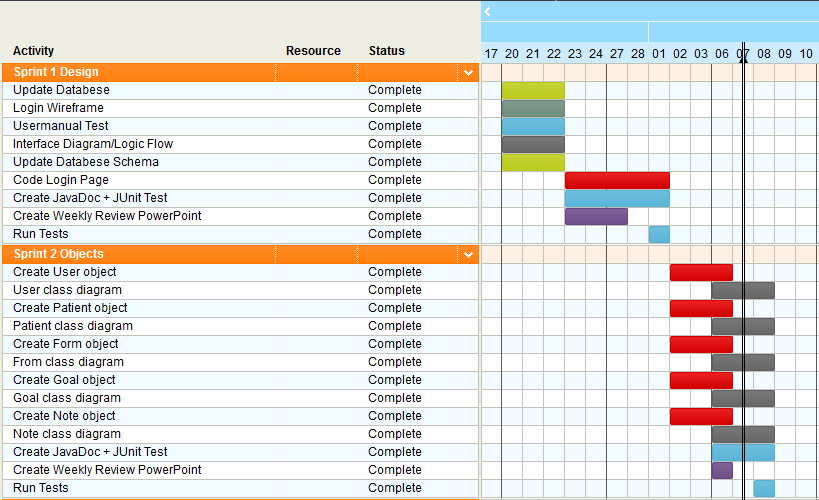 Activity Resource Status 17 20 21 22 23 24 27 28 01 02 03 06 07 08 09 10
Sprint 1 Design
Update Databese Complete
Login Wireframe Complete
Usermanual Test Complete
Interface Diagram/Logic Flow Complete
Update Databese Schema Complete
Code Login Page Complete
Create JavaDoc + JUnit Test Complete
Create Weekly Review PowerPoint Complete
Run Tests Complete
Sprint 2 Objects
Create User object Complete
User class diagram Complete
Create Patient object Complete
Patient class diagram Complete
Create Form object Complete
From class diagram Complete
Create Goal object Complete
Goal class diagram Complete
Create Note object Complete
Note class diagram Complete
Create JavaDoc + JUnit Test Complete
Create Weekly Review PowerPoint Complete
Run Tests Complete